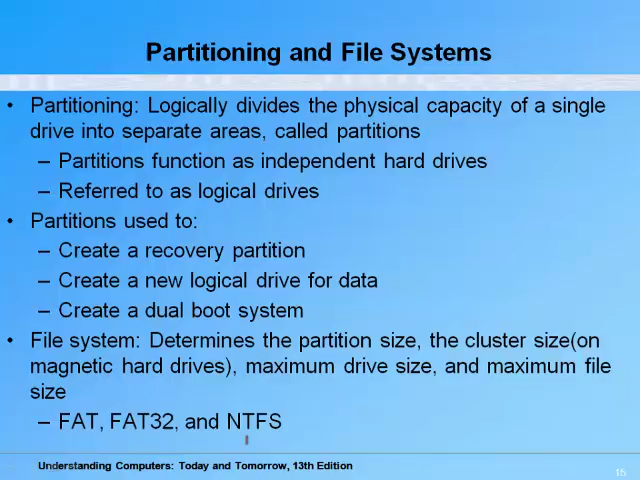 Partitioning and File Systems
• Partitioning: Logically divides the physical capacity of a single
drive into separate areas, called partitions
– Partitions function as independent hard drives
– Referred to as logical drives
• Partitions used to:
– Create a recovery partition
– Create a new logical drive for data
– Create a dual boot system
• File system: Determines the partition size, the cluster size(on
magnetic hard drives), maximum drive size, and maximum file
size
– FAT, FAT32, and NTFS
Understanding Computers: Today and Tomorrow, 13th Edition
15